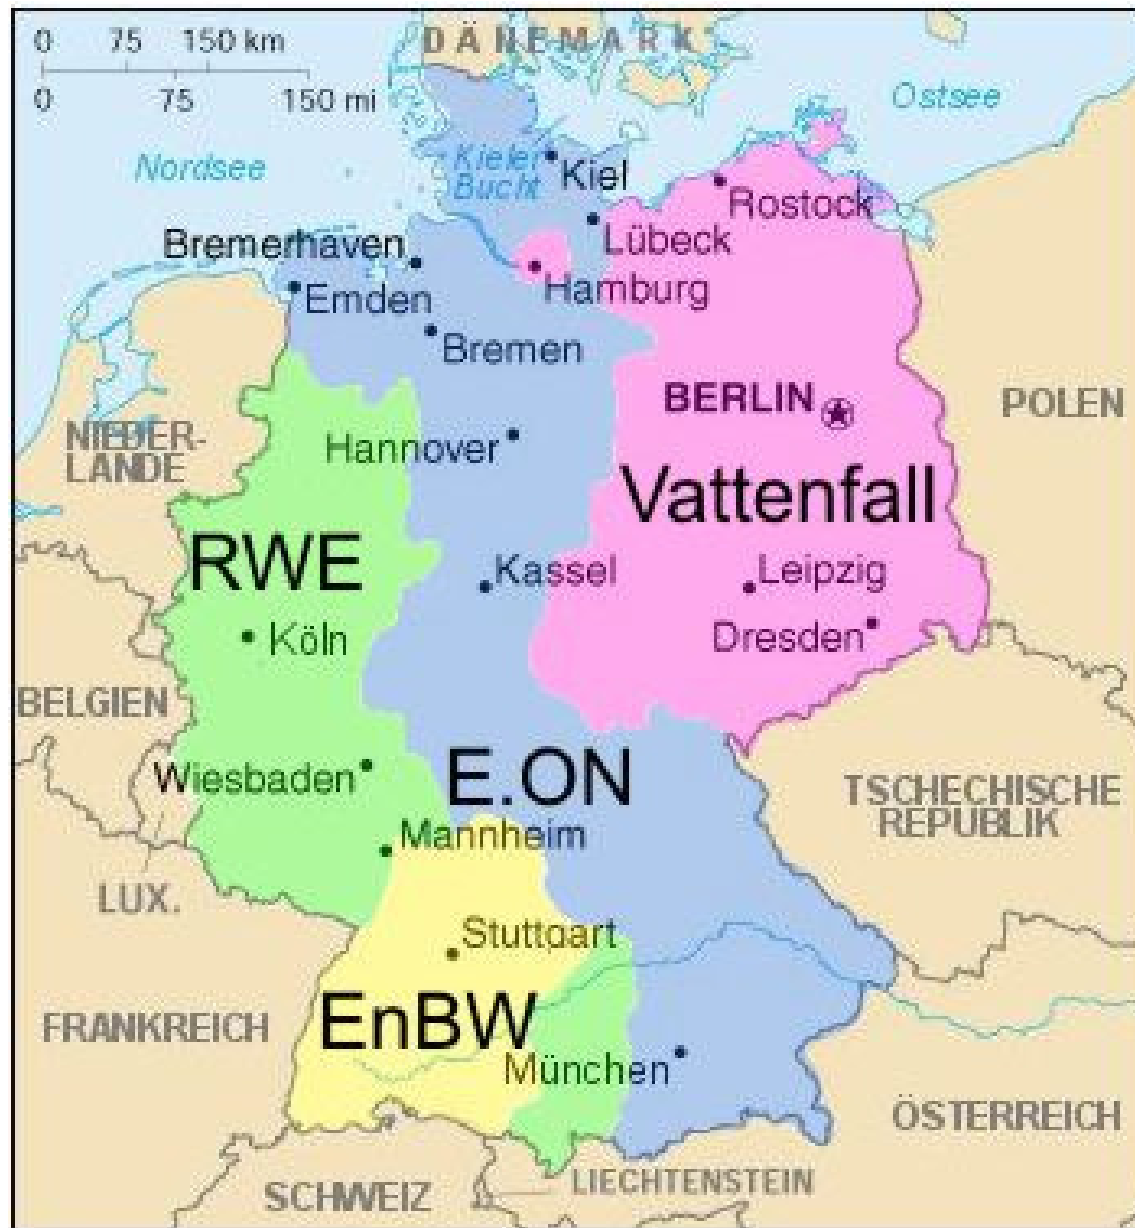 0 75 150 km
0 75 150 mi
DÄNEMARK
Ostsee
Nordsee
Kieler
Bucht
Kiel
Rostock
Lübeck
Bremerhaven
Hamburg
Emden
Bremen
BERLIN
POLEN
NIEDER-
LANDE
Hannover
Vattenfall
RWE
Kassel
Leipzig
Köln
Dresden
BELGIEN
Wiesbaden
E.ON
TSCHECHISCHE
REPUBLIK
Mannheim
LUX.
Stuttgart
FRANKREICH
EnBW
München
ÖSTERREICH
LIECHTENSTEIN
SCHWEIZ